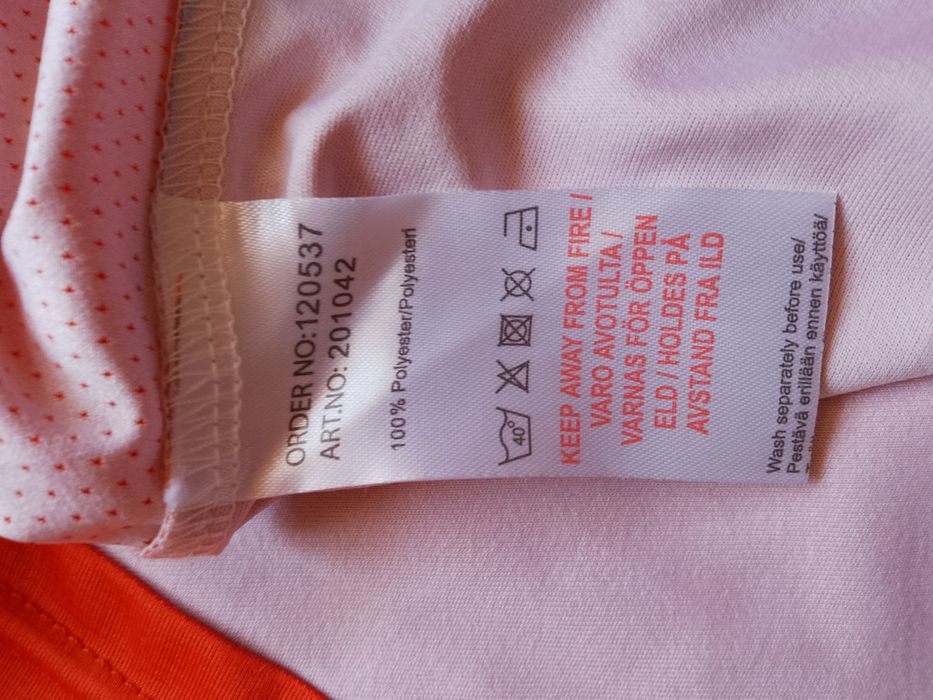 ORDER NO:120537
ART.NO: 201042
100% Polyester/Polyesteri
40°
KEEP AWAY FROM FIRE /
VARO AVOTULTA /
VARNAS FÖR ÖPPEN
ELD / HOLDES PÅ
AVSTAND FRA ILD
Wash separately before use/
Pestävä erillään ennen käyttöä/